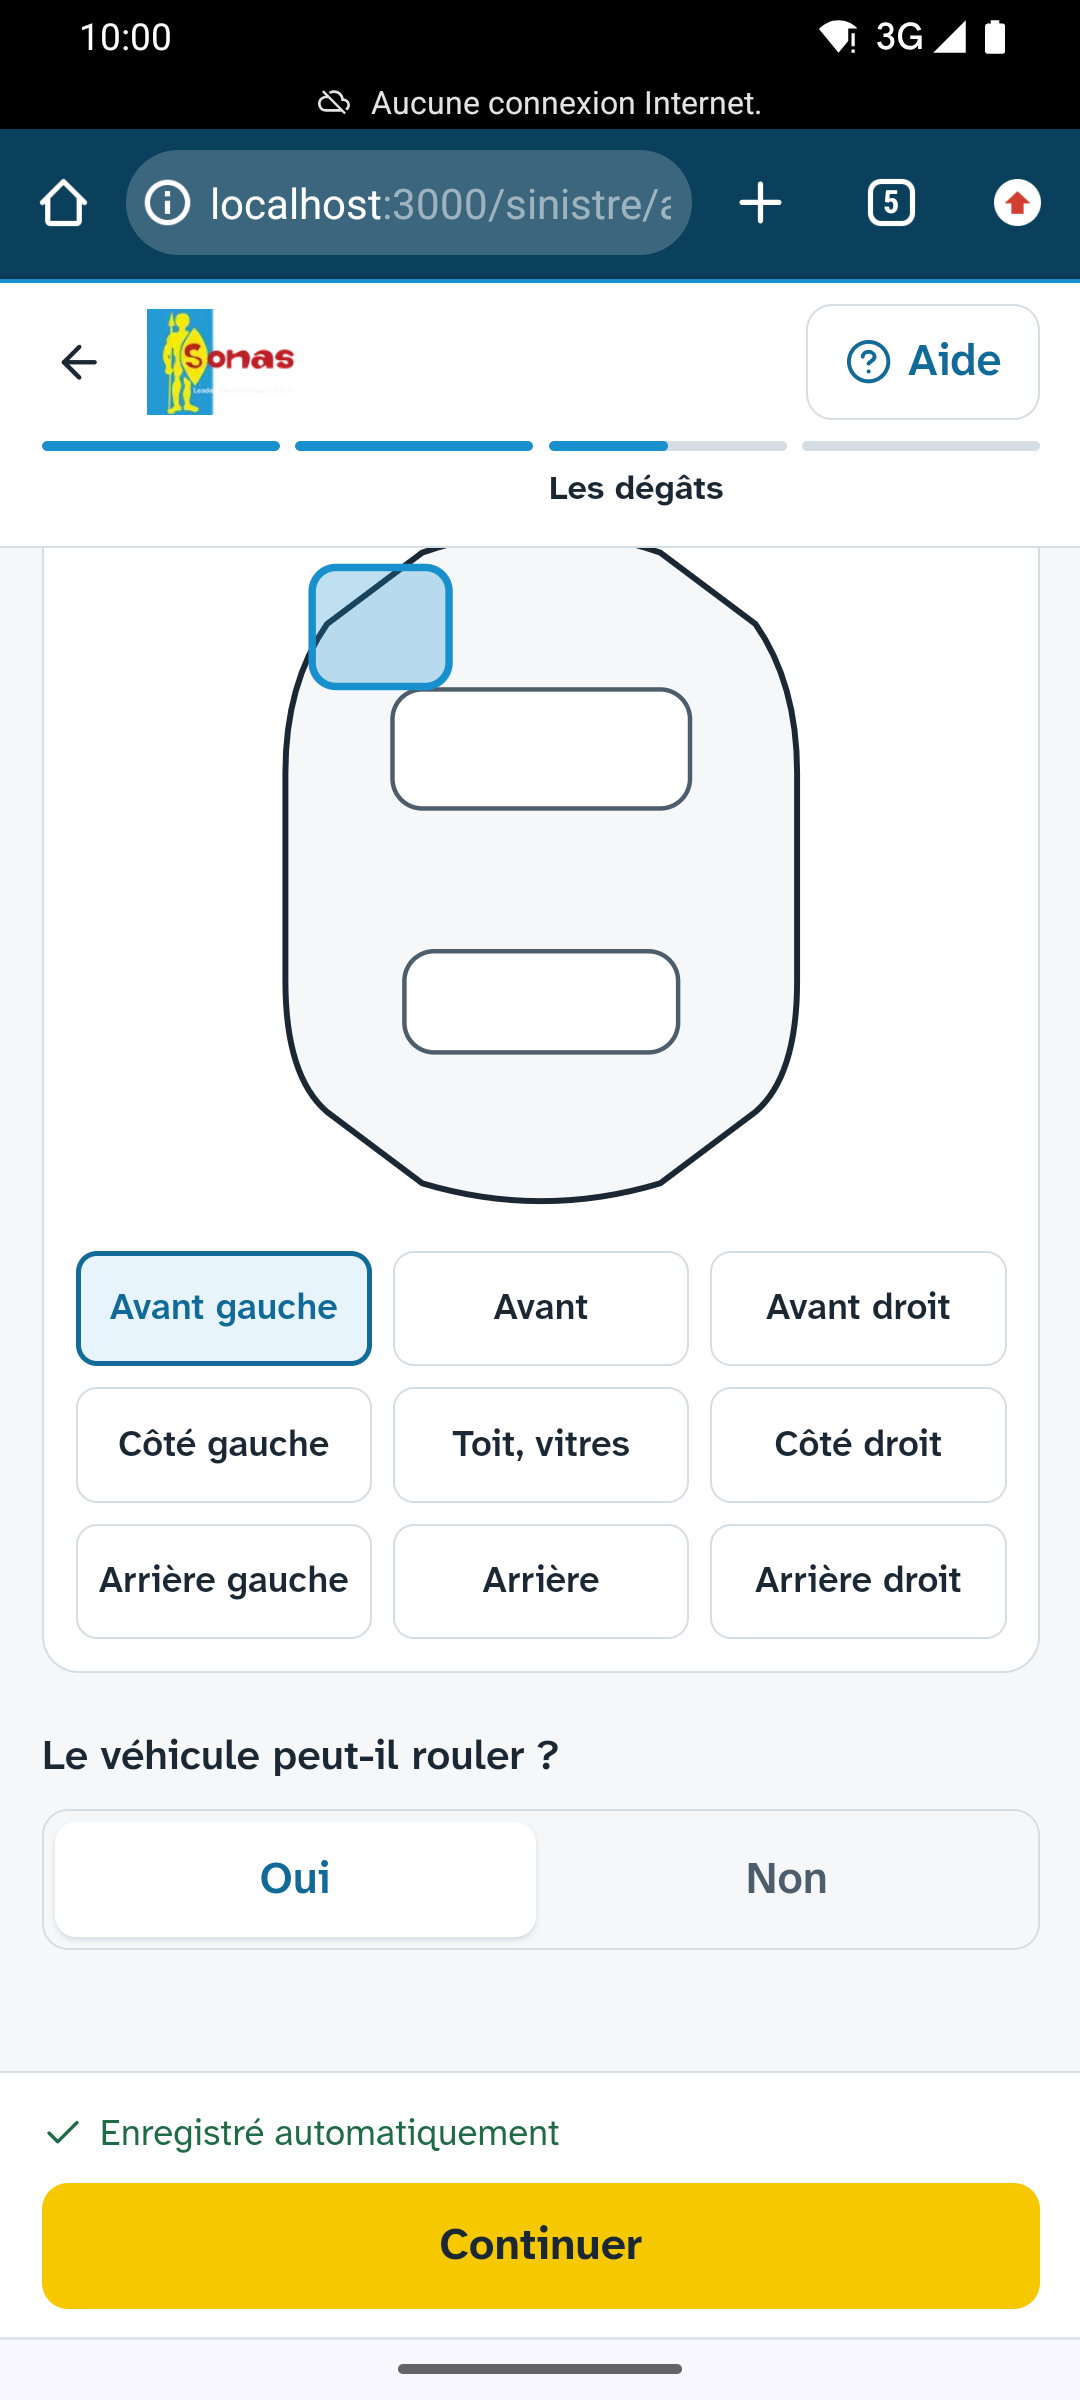 10:00
3G
Aucune connexion Internet.
localhost:3000/sinistre/a
5
Sonas
Aide
Les dégâts
Avant gauche
Avant
Avant droit
Côté gauche
Toit, vitres
Côté droit
Arrière gauche
Arrière
Arrière droit
Le véhicule peut-il rouler ?
Oui
Non
Enregistré automatiquement
Continuer